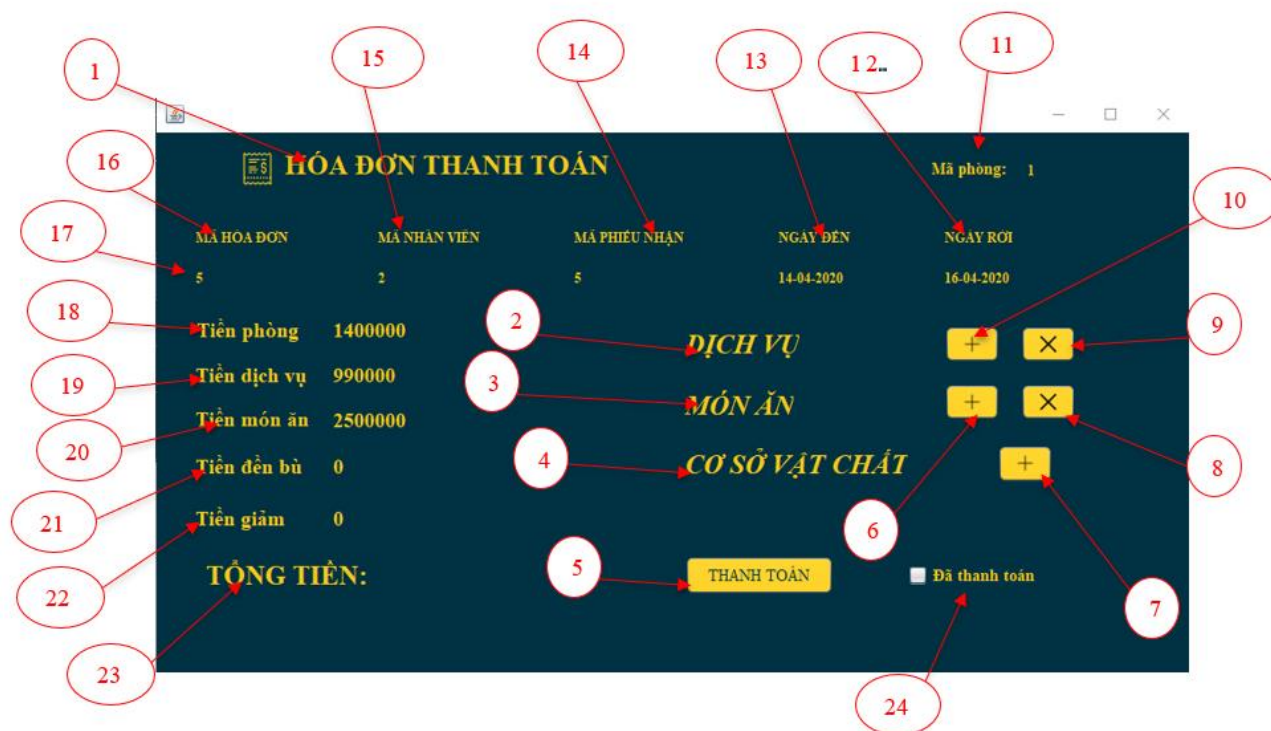 1 15 14 13 12 11
HÓA ĐƠN THANH TOÁN Mã phòng: 1
16 10
MÃ HÓA ĐƠN MÃ NHÂN VIÊN MÃ PHIẾU NHẬN NGÀY ĐẾN NGÀY RỜI
17
5 2 5 14-04-2020 16-04-2020
18 Tiền phòng 1400000 2 DỊCH VỤ + × 9
19 Tiền dịch vụ 990000 3
20 Tiền món ăn 2500000 MÓN ĂN + × 8
21 Tiền đền bù 0 4 CƠ SỞ VẬT CHẤT +
22 Tiền giảm 0 6
23 TỔNG TIỀN: 5 THANH TOÁN Đã thanh toán 7
24